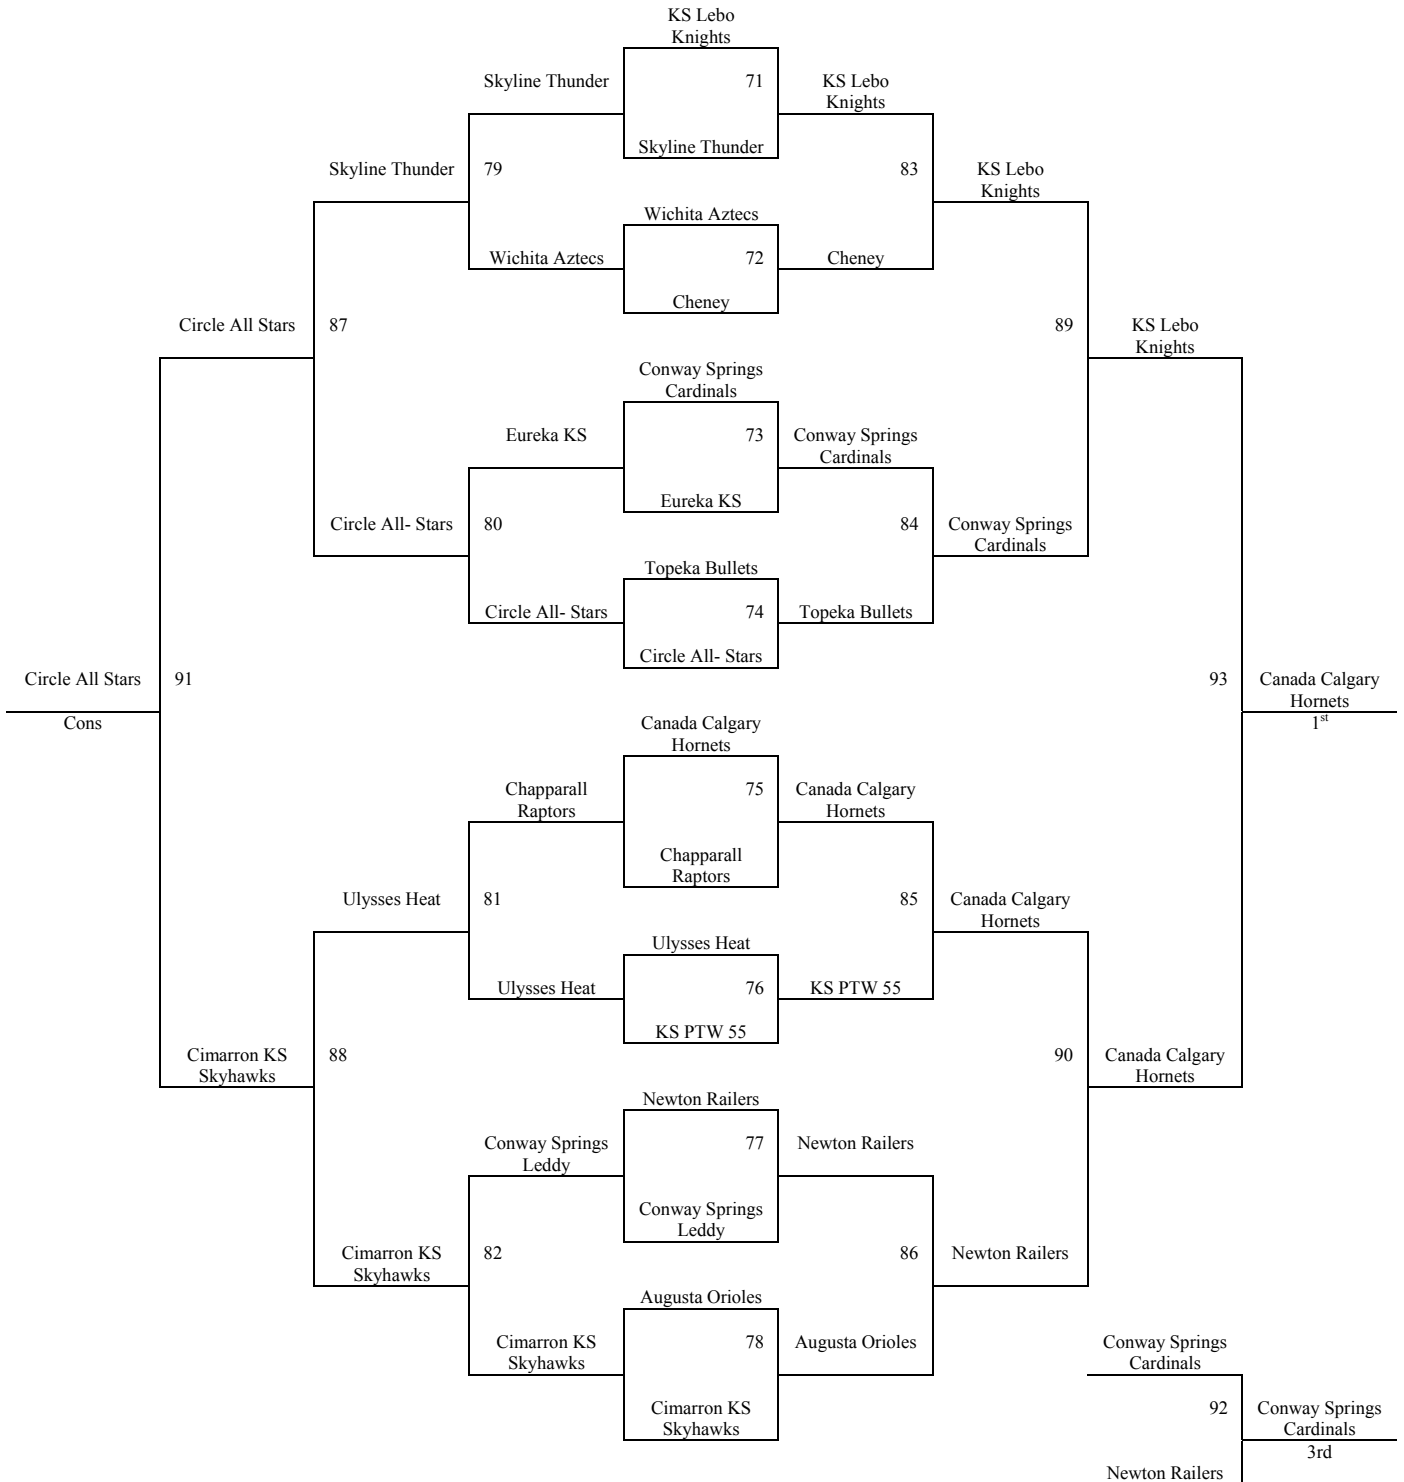 KS Lebo
Knights
Skyline Thunder
71
KS Lebo
Knights
Skyline Thunder
Skyline Thunder
79
83
KS Lebo
Knights
Wichita Aztecs
Wichita Aztecs
72
Cheney
Cheney
Circle All Stars
87
89
KS Lebo
Knights
Conway Springs
Cardinals
Eureka KS
73
Conway Springs
Cardinals
Eureka KS
Circle All- Stars
80
84
Conway Springs
Cardinals
Topeka Bullets
Circle All- Stars
74
Topeka Bullets
Circle All- Stars
Circle All Stars
91
93
Canada Calgary
Hornets
Cons
1st
Canada Calgary
Hornets
Chapparall
Raptors
75
Canada Calgary
Hornets
Chapparall
Raptors
Ulysses Heat
81
85
Canada Calgary
Hornets
Ulysses Heat
Ulysses Heat
76
KS PTW 55
KS PTW 55
Cimarron KS
Skyhawks
88
90
Canada Calgary
Hornets
Newton Railers
Conway Springs
Leddy
77
Newton Railers
Conway Springs
Leddy
Cimarron KS
Skyhawks
82
86
Newton Railers
Augusta Orioles
Cimarron KS
Skyhawks
78
Augusta Orioles
Conway Springs
Cardinals
Cimarron KS
Skyhawks
92
Conway Springs
Cardinals
3rd
Newton Railers